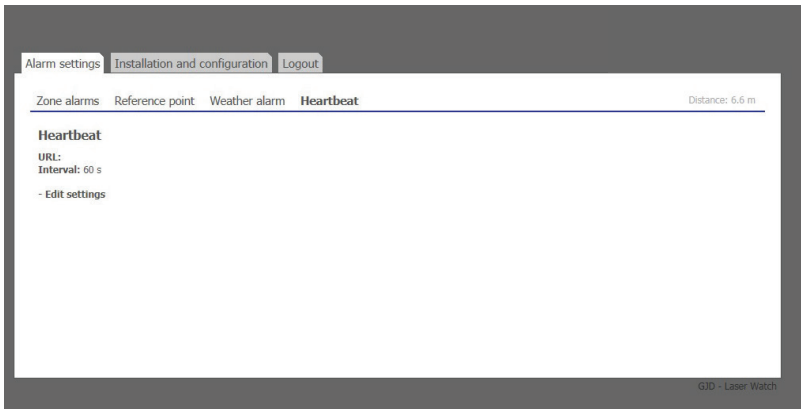 Alarm settings Installation and configuration Logout
Zone alarms Reference point Weather alarm Heartbeat Distance: 6.6 m
Heartbeat
URL:
Interval: 60 s
- Edit settings
GJD - Laser Watch